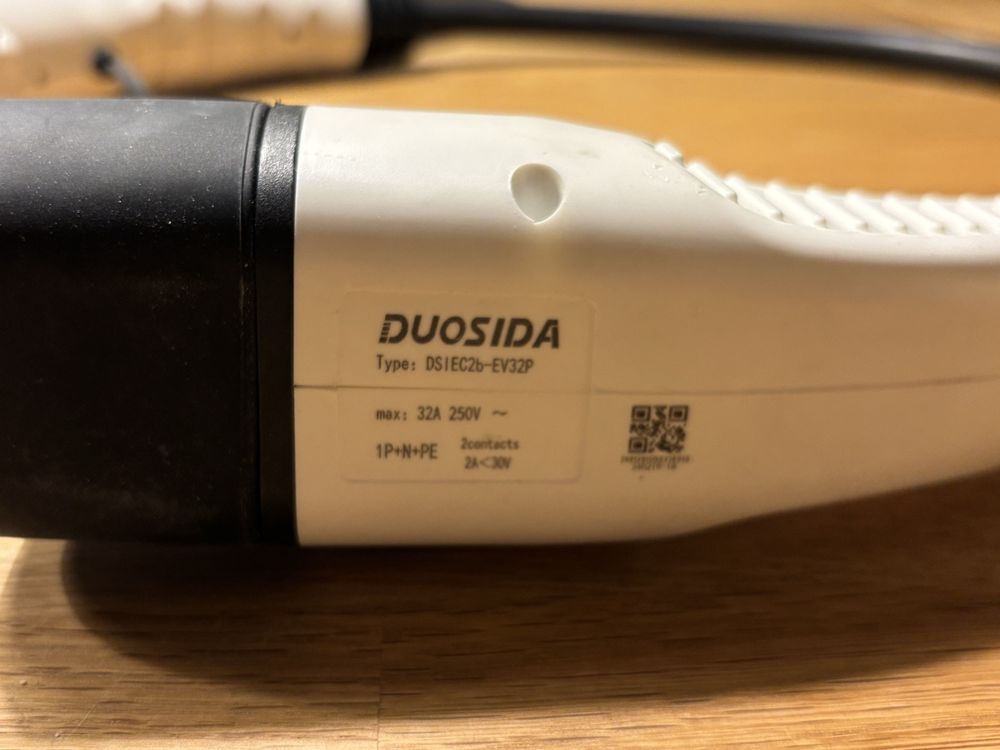 DUOSIDA
Type: DSIEC2b-EV32P
max: 32A 250V ～
1P+N+PE
2contacts
2A<30V